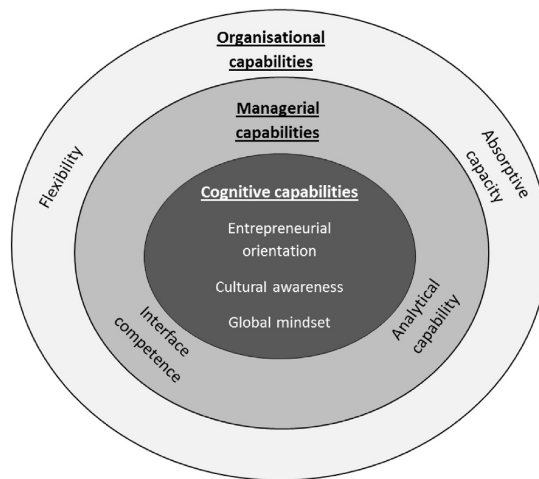 Organisational
capabilities
Managerial
capabilities
Flexibility
Absorptive
capacity
Cognitive capabilities
Entrepreneurial
orientation
Cultural awareness
Global mindset
Interface
competence
Analytical
capability